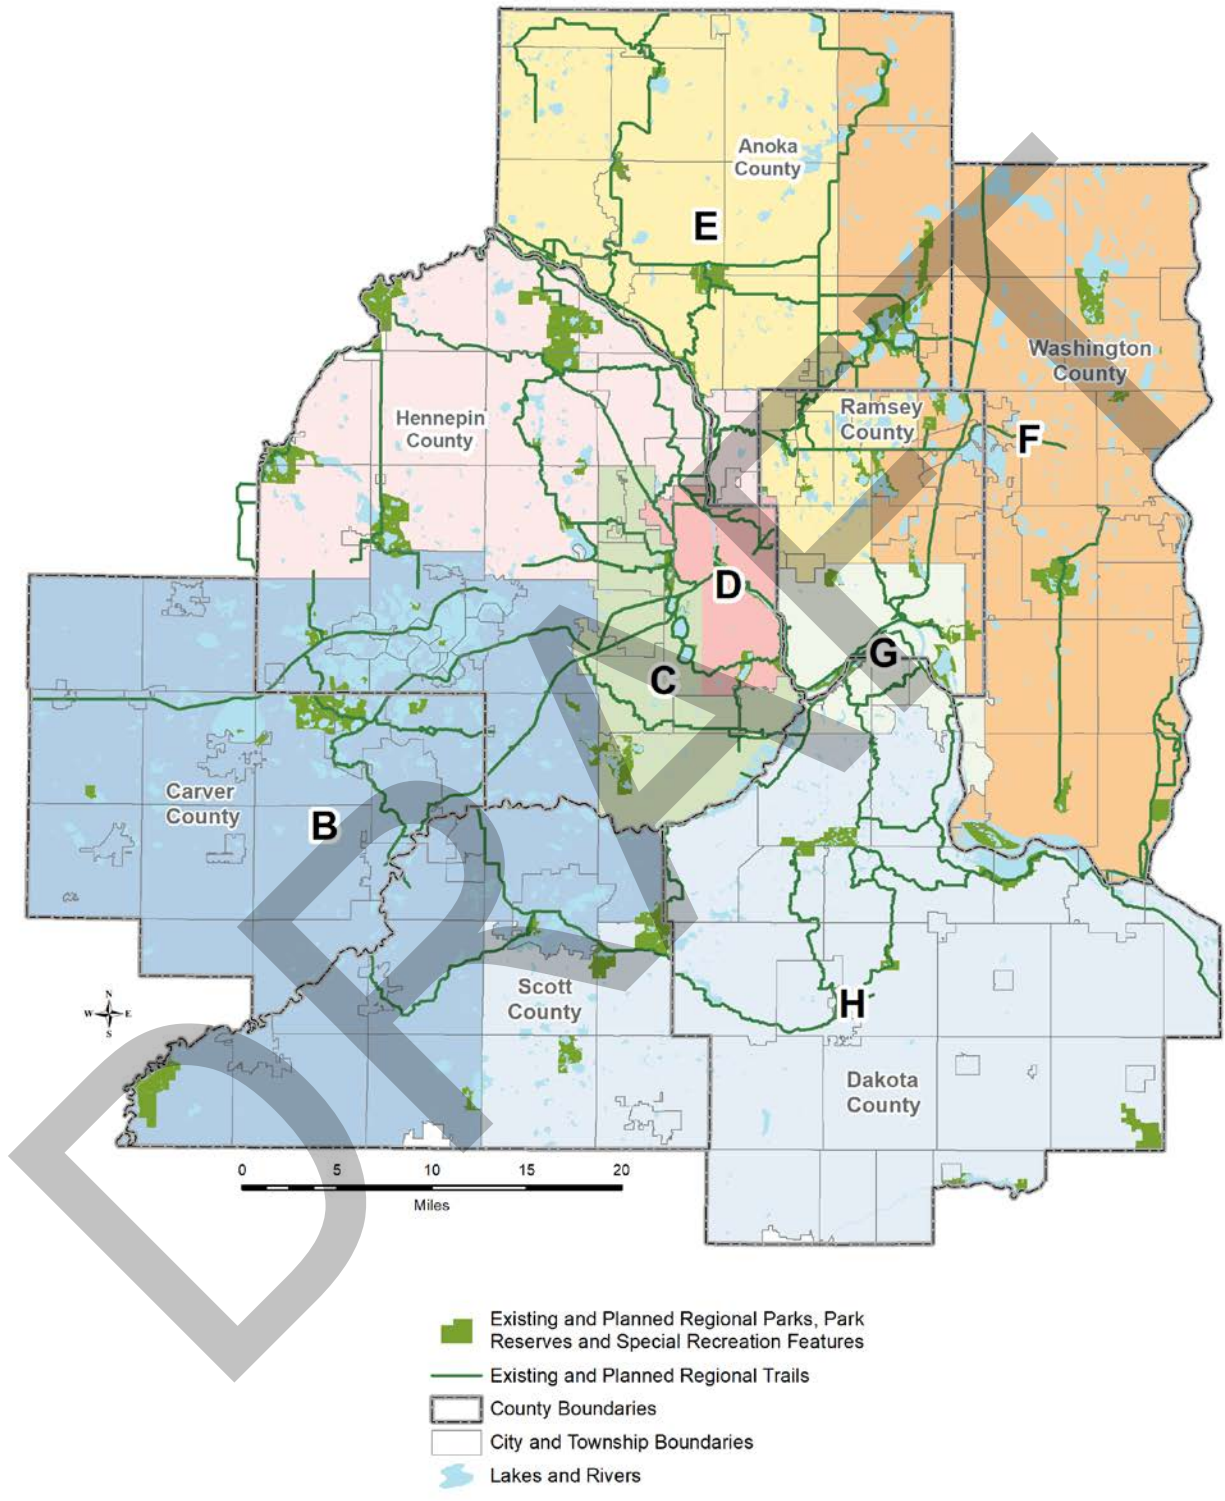 Anoka
County
E
Washington
County
Hennepin
County
Ramsey
County
F
D
G
C
Carver
County
B
Scott
County
H
N
W E
S
Dakota
County
0 5 10 15 20
Miles
DRAFT
Existing and Planned Regional Parks, Park
Reserves and Special Recreation Features
Existing and Planned Regional Trails
County Boundaries
City and Township Boundaries
Lakes and Rivers